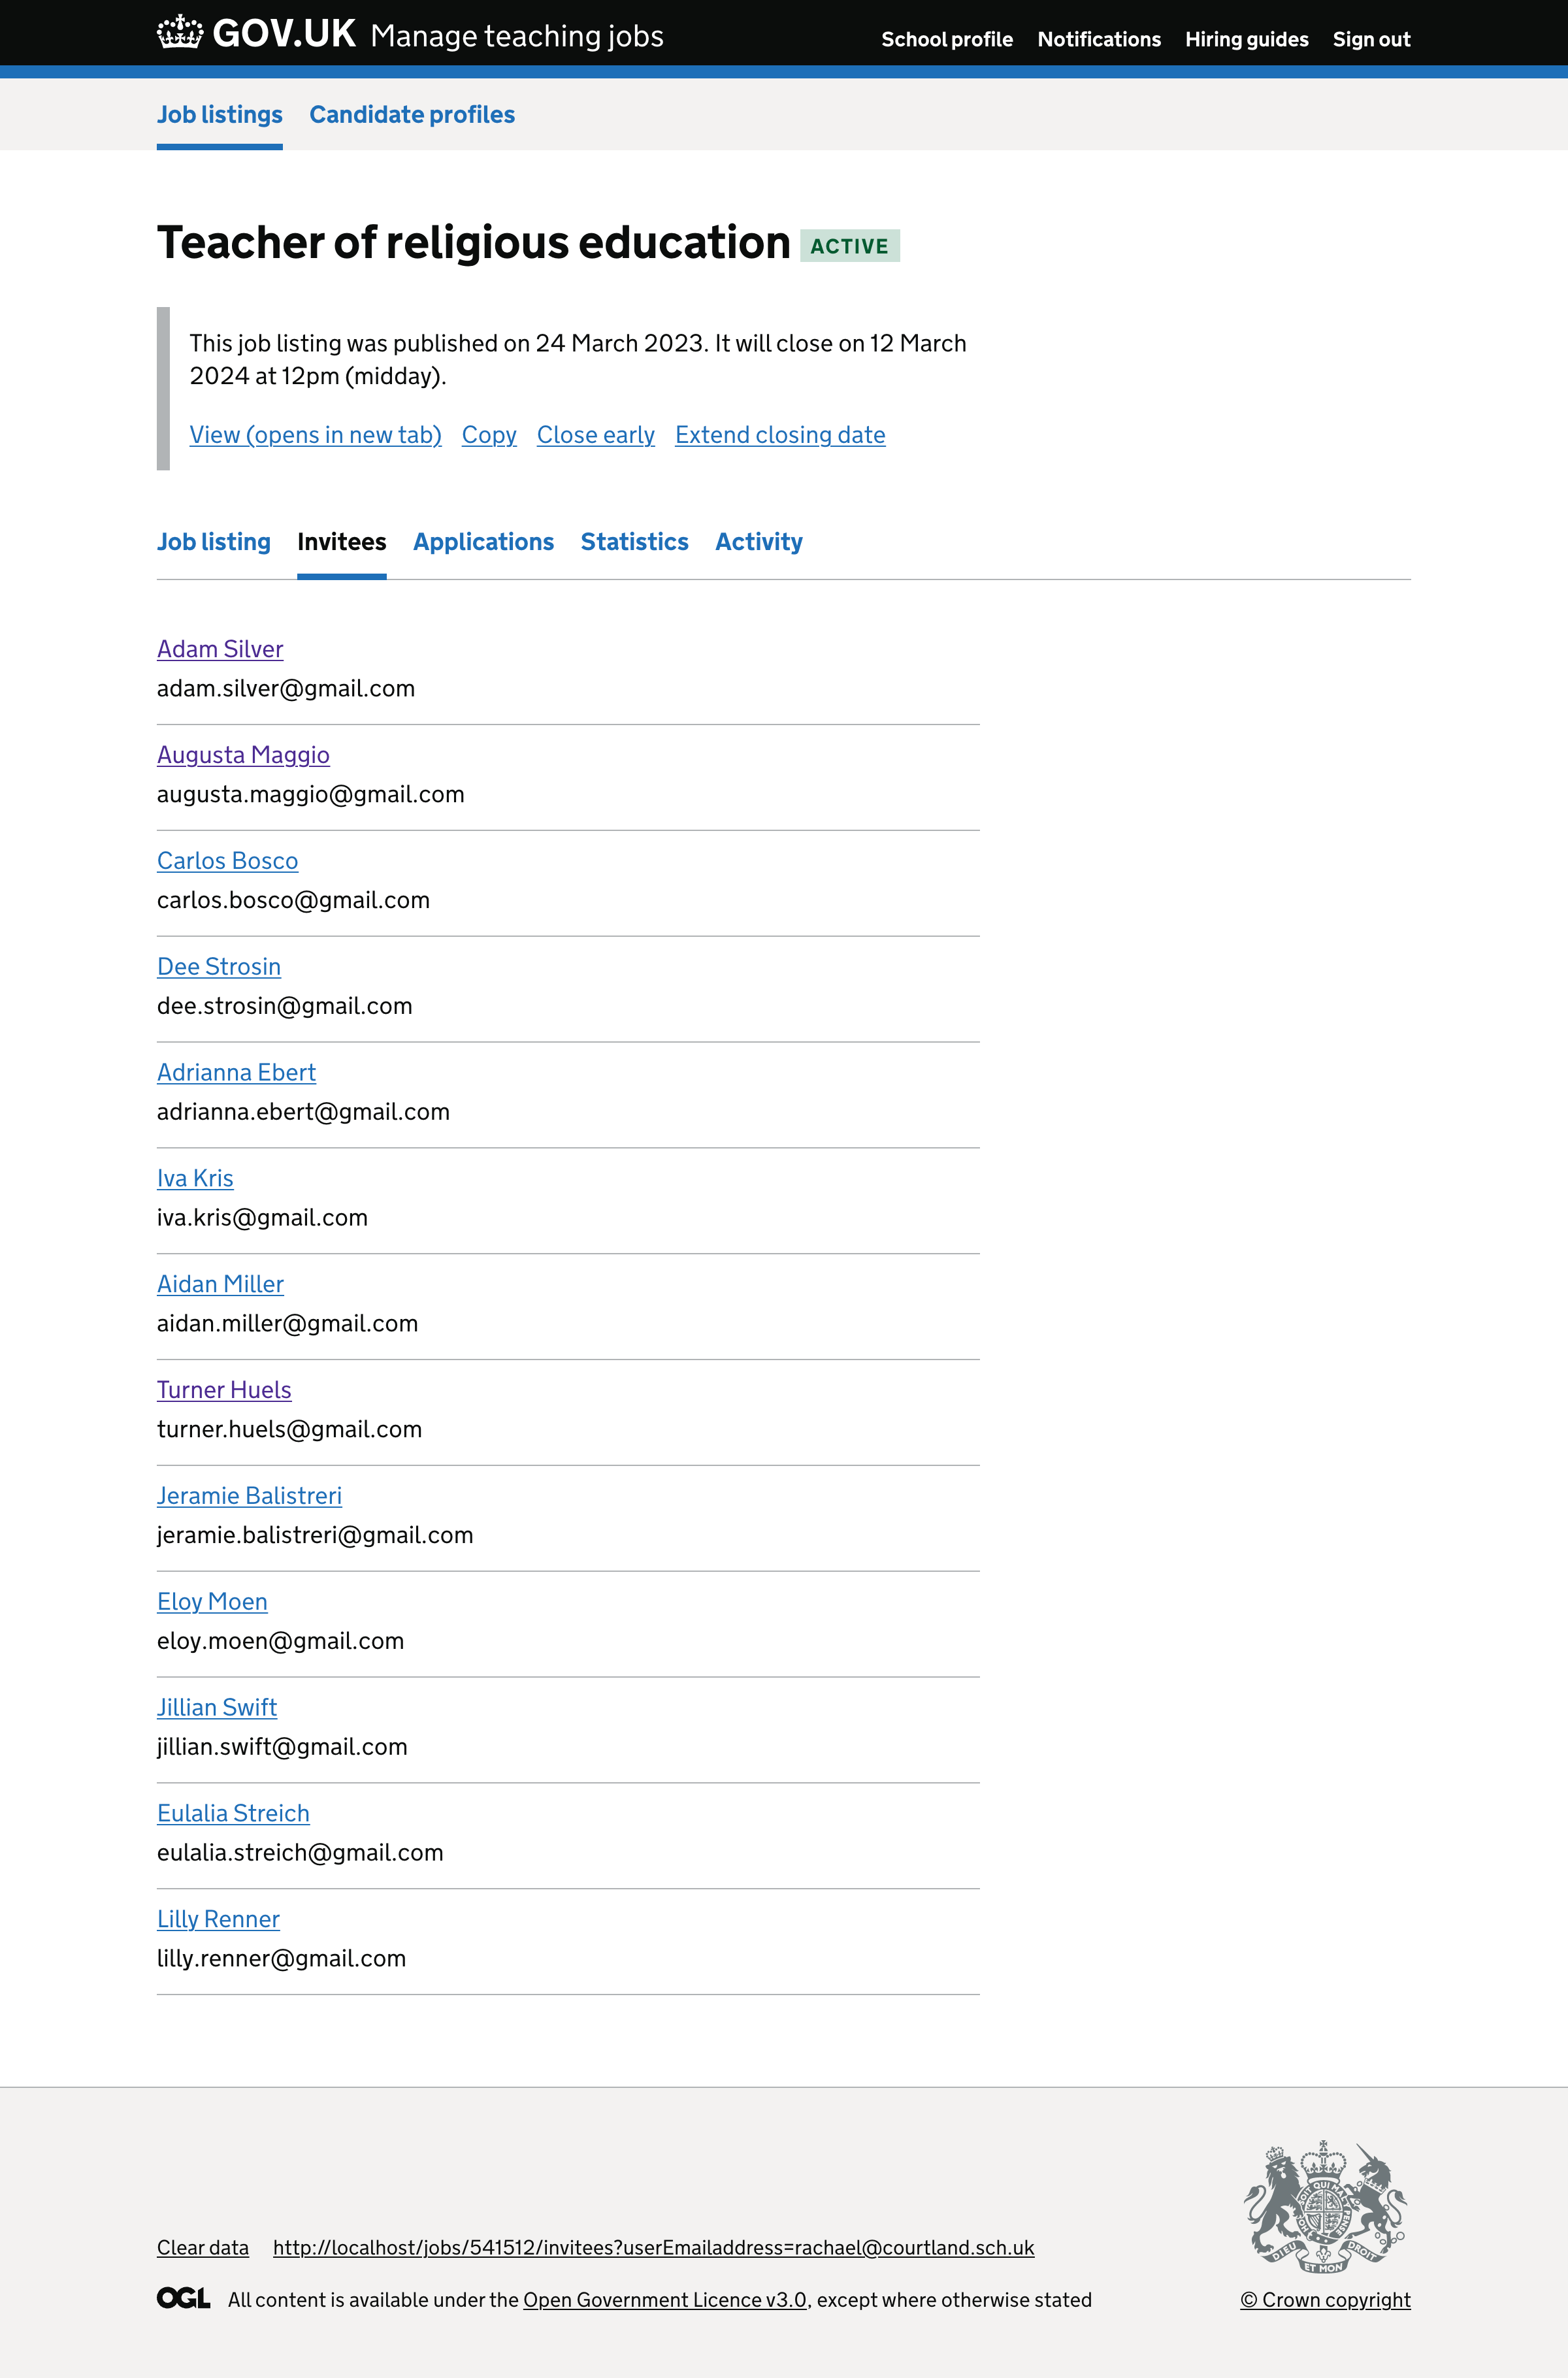 GOV.UK Manage teaching jobs
School profile Notifications Hiring guides Sign out
Job listings Candidate profiles
Teacher of religious education ACTIVE
This job listing was published on 24 March 2023. It will close on 12 March
2024 at 12pm (midday).
View (opens in new tab) Copy Close early Extend closing date
Job listing Invitees Applications Statistics Activity
Adam Silver
adam.silver@gmail.com
Augusta Maggio
augusta.maggio@gmail.com
Carlos Bosco
carlos.bosco@gmail.com
Dee Strosin
dee.strosin@gmail.com
Adrianna Ebert
adrianna.ebert@gmail.com
Iva Kris
iva.kris@gmail.com
Aidan Miller
aidan.miller@gmail.com
Turner Huels
turner.huels@gmail.com
Jeramie Balistreri
jeramie.balistreri@gmail.com
Eloy Moen
eloy.moen@gmail.com
Jillian Swift
jillian.swift@gmail.com
Eulalia Streich
eulalia.streich@gmail.com
Lilly Renner
lilly.renner@gmail.com
Clear data http://localhost/jobs/541512/invitees?userEmailaddress=rachael@courtland.sch.uk
DIEU ET MON DROIT
OGL All content is available under the Open Government Licence v3.0, except where otherwise stated
© Crown copyright